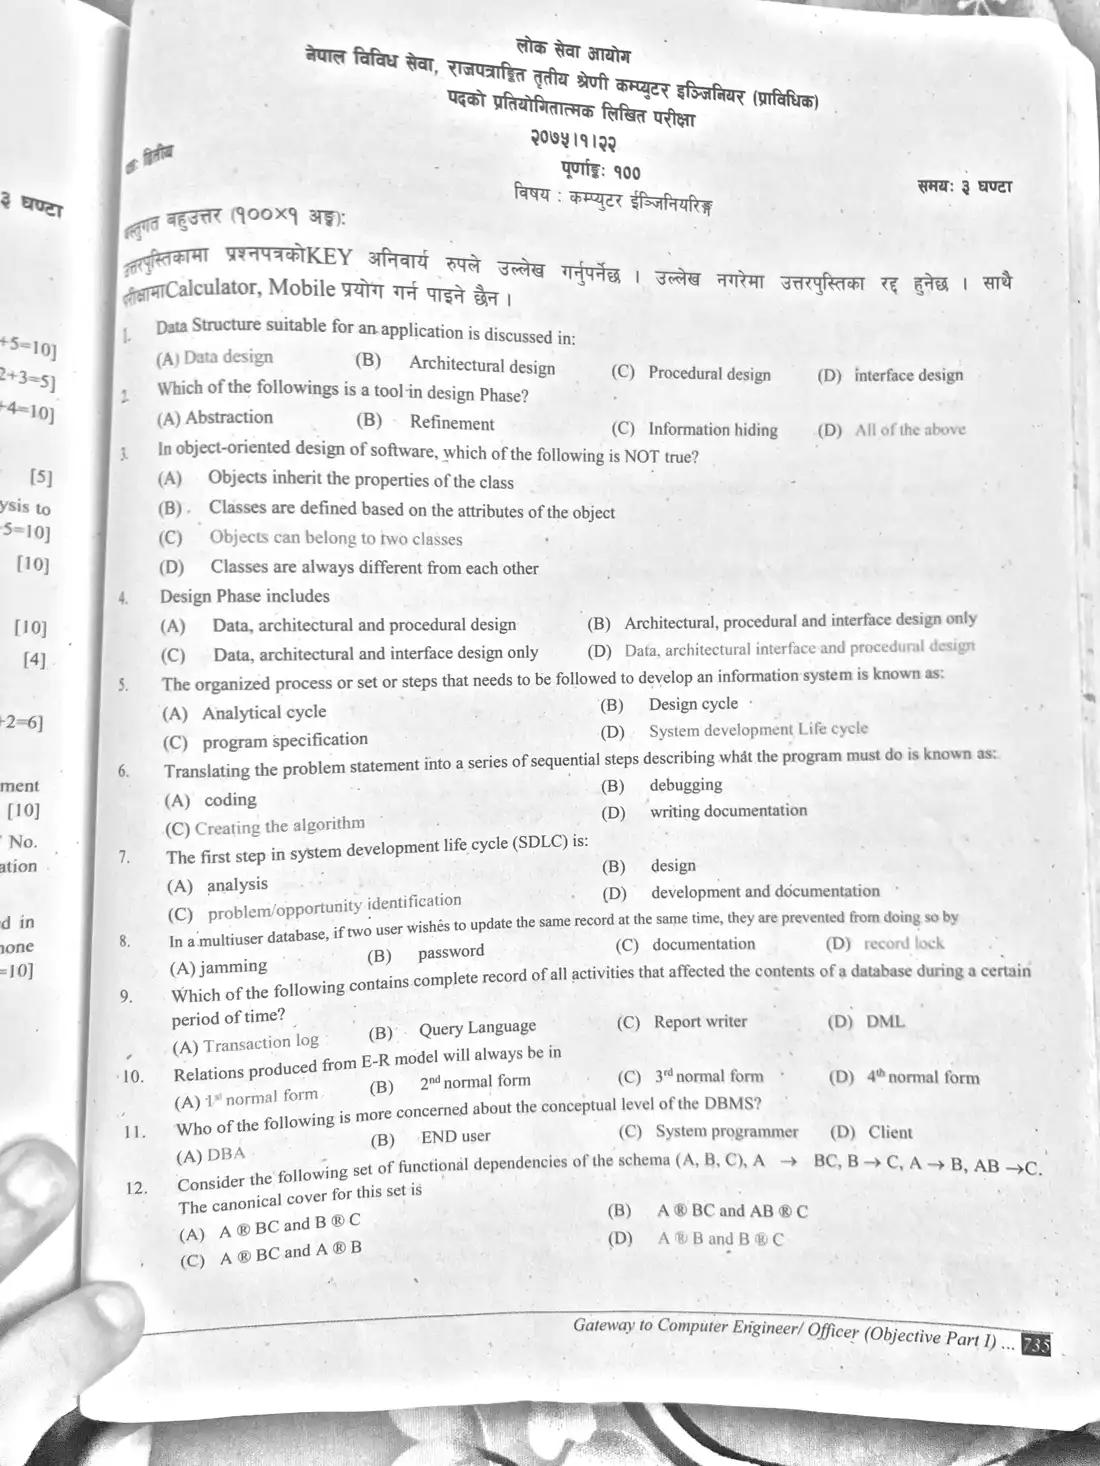 लोक सेवा आयोग
नेपाल विविध सेवा, राजपत्राङ्कित तृतीय श्रेणी कम्प्युटर इञ्जिनियर (प्राविधिक)
पदको प्रतियोगितात्मक लिखित परीक्षा
२०७५।१।२२
द्वितीय
पूर्णाङ्कः १००
समयः ३ घण्टा
विषय : कम्प्युटर ईञ्जिनियरिङ्ग
वस्तुगत बहुउत्तर (१००×१ अङ्क):
उत्तरपुस्तिकामा प्रश्नपत्रकोKEY अनिवार्य रुपले उल्लेख गर्नुपर्नेछ । उल्लेख नगरेमा उत्तरपुस्तिका रद्द हुनेछ । साथै
परीक्षामाCalculator, Mobile प्रयोग गर्न पाइने छैन ।
1. Data Structure suitable for an application is discussed in:
(A) Data design (B) Architectural design (C) Procedural design (D) interface design
2. Which of the followings is a tool in design Phase?
(A) Abstraction (B) Refinement (C) Information hiding (D) All of the above
3. In object-oriented design of software, which of the following is NOT true?
(A) Objects inherit the properties of the class
(B) Classes are defined based on the attributes of the object
(C) Objects can belong to two classes
(D) Classes are always different from each other
4. Design Phase includes
(A) Data, architectural and procedural design (B) Architectural, procedural and interface design only
(C) Data, architectural and interface design only (D) Data, architectural interface and procedural design
5. The organized process or set or steps that needs to be followed to develop an information system is known as:
(A) Analytical cycle (B) Design cycle
(C) program specification (D) System development Life cycle
6. Translating the problem statement into a series of sequential steps describing what the program must do is known as:
(A) coding (B) debugging
(C) Creating the algorithm (D) writing documentation
7. The first step in system development life cycle (SDLC) is:
(A) analysis (B) design
(C) problem/opportunity identification (D) development and documentation
8. In a multiuser database, if two user wishes to update the same record at the same time, they are prevented from doing so by
(A) jamming (B) password (C) documentation (D) record lock
9. Which of the following contains complete record of all activities that affected the contents of a database during a certain
period of time?
(A) Transaction log (B) Query Language (C) Report writer (D) DML
10. Relations produced from E-R model will always be in
(A) 1st normal form (B) 2nd normal form (C) 3rd normal form (D) 4th normal form
11. Who of the following is more concerned about the conceptual level of the DBMS?
(A) DBA (B) END user (C) System programmer (D) Client
12. Consider the following set of functional dependencies of the schema (A, B, C), A → BC, B → C, A → B, AB →C.
The canonical cover for this set is
(A) A ® BC and B ® C (B) A ® BC and AB ® C
(C) A ® BC and A ® B (D) A ® B and B ® C
Gateway to Computer Engineer/ Officer (Objective Part I) ... 735
३ घण्टा
+5=10]
2+3=5]
+4=10]
[5]
ysis to
5=10]
[10]
[10]
[4]
+2=6]
ment
[10]
No.
ation
d in
none
=10]